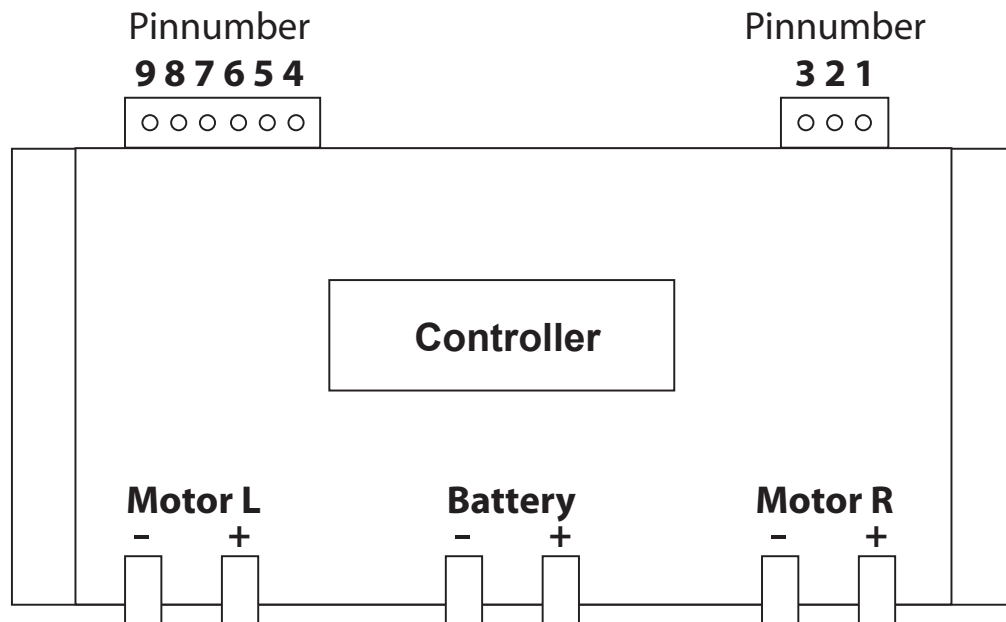 Pinnumber
9 8 7 6 5 4
Pinnumber
3 2 1
Controller
Motor L
- +
Battery
- +
Motor R
- +